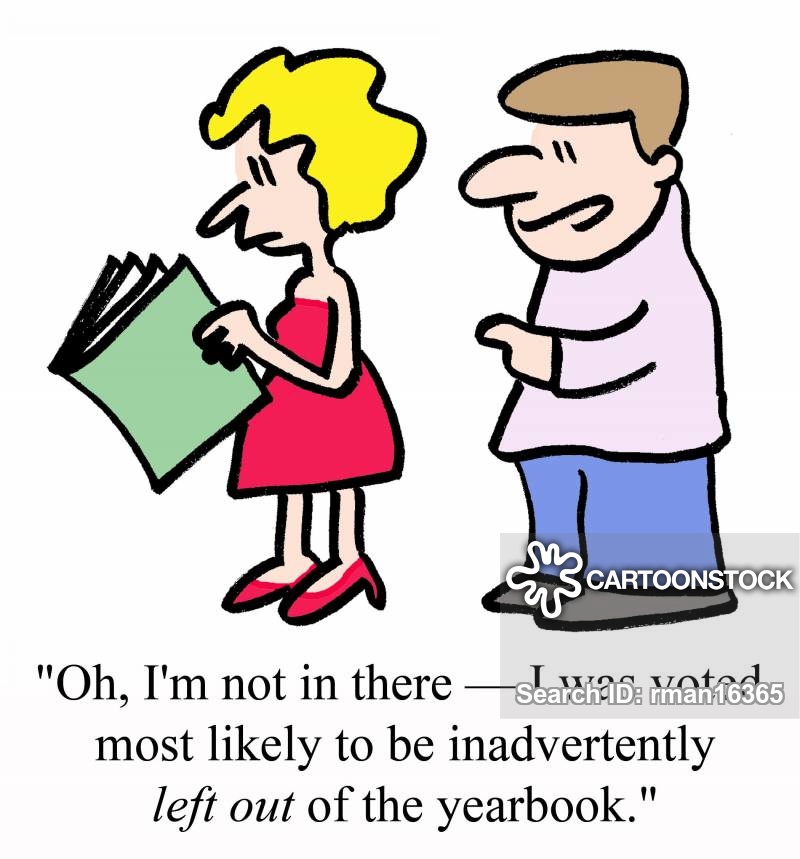 CARTOONSTOCK
Search ID: rman16365
"Oh, I'm not in there — I was voted
most likely to be inadvertently
left out of the yearbook."